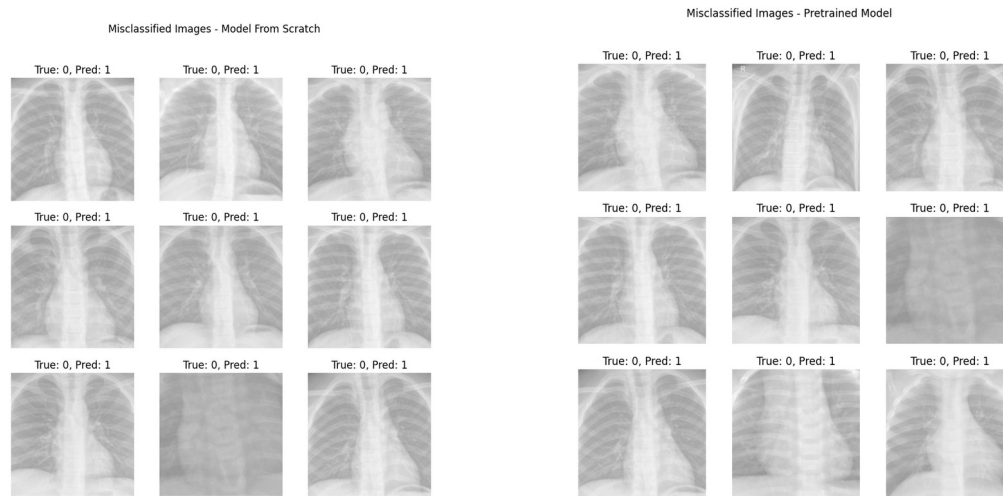 Misclassified Images - Model From Scratch
True: 0, Pred: 1
True: 0, Pred: 1
True: 0, Pred: 1
True: 0, Pred: 1
True: 0, Pred: 1
True: 0, Pred: 1
True: 0, Pred: 1
True: 0, Pred: 1
True: 0, Pred: 1
Misclassified Images - Pretrained Model
True: 0, Pred: 1
True: 0, Pred: 1
True: 0, Pred: 1
R
True: 0, Pred: 1
True: 0, Pred: 1
True: 0, Pred: 1
True: 0, Pred: 1
True: 0, Pred: 1
True: 0, Pred: 1